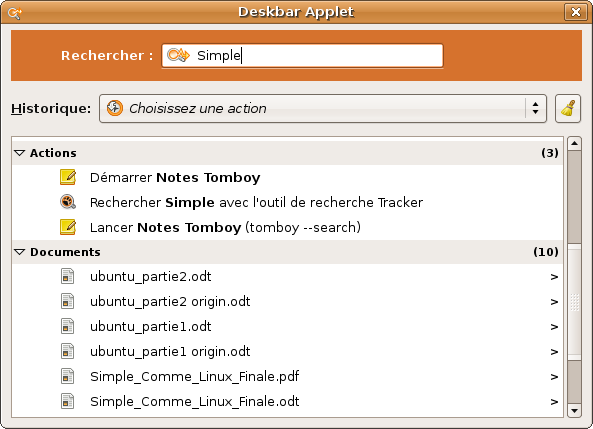 Deskbar Applet
Rechercher : Simple
Historique: Choisissez une action
Actions (3)
Démarrer Notes Tomboy
Rechercher Simple avec l'outil de recherche Tracker
Lancer Notes Tomboy (tomboy --search)
Documents (10)
ubuntu_partie2.odt >
ubuntu_partie2 origin.odt >
ubuntu_partie1.odt >
ubuntu_partie1 origin.odt >
Simple_Comme_Linux_Finale.pdf >
Simple_Comme_Linux_Finale.odt >